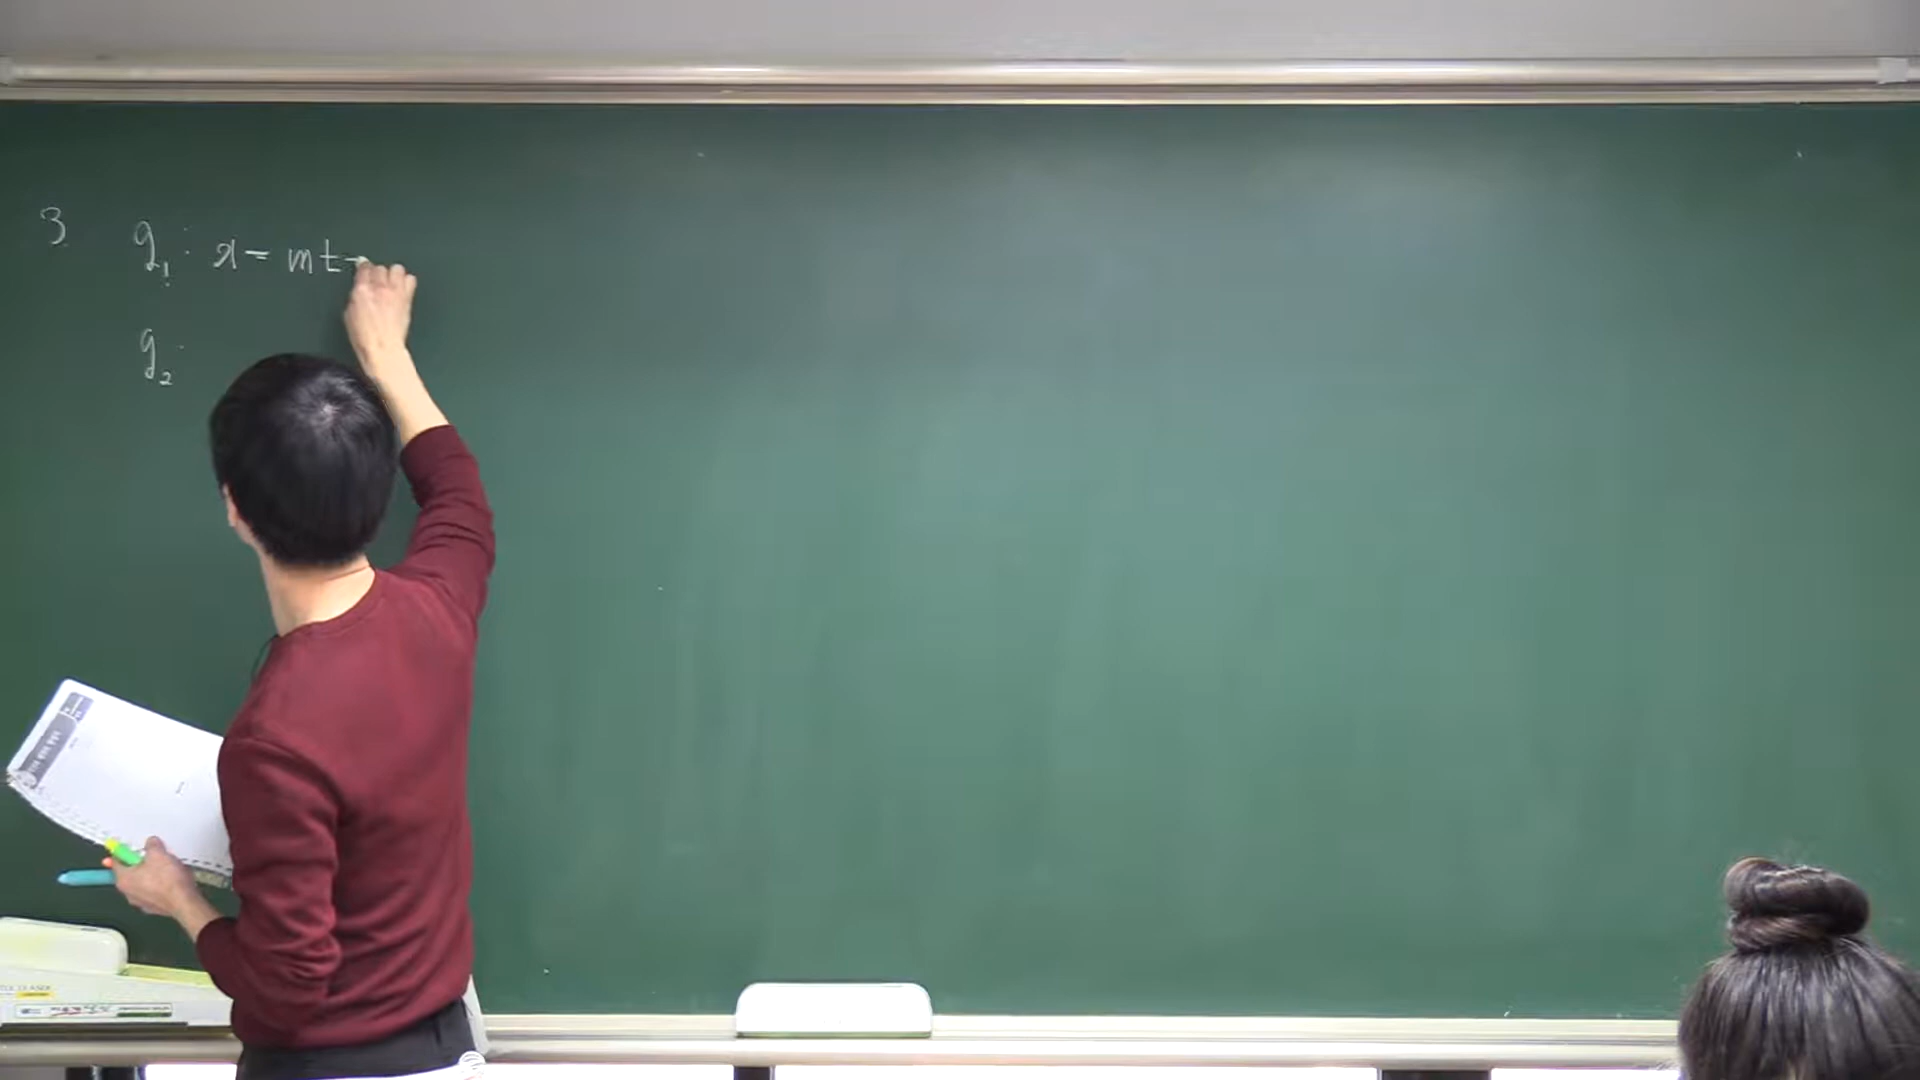 3
g₁: x = mt
g₂: